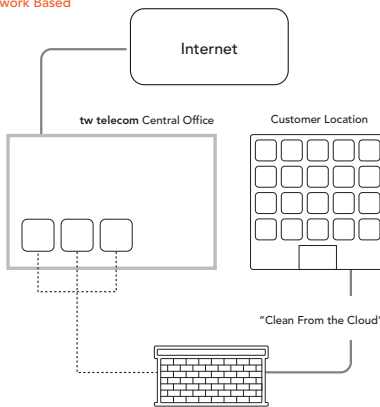 work Based
Internet
tw telecom Central Office
Customer Location
"Clean From the Cloud"